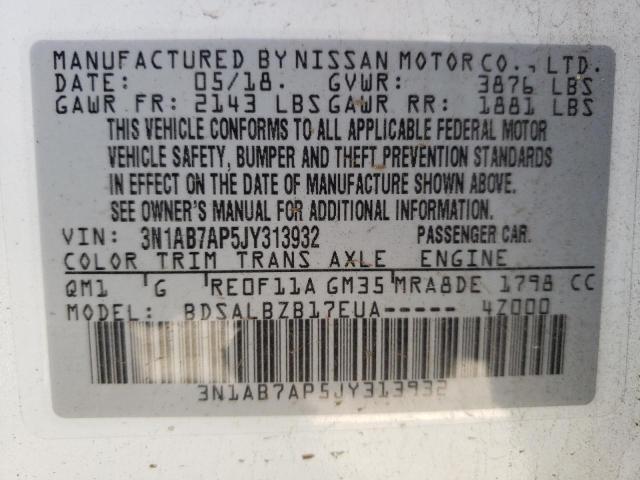 MANUFACTURED BY NISSAN MOTOR CO., LTD.
DATE: 05/18. GVWR: 3876 LBS
GAWR FR: 2143 LBS GAWR RR: 1881 LBS
THIS VEHICLE CONFORMS TO ALL APPLICABLE FEDERAL MOTOR
VEHICLE SAFETY, BUMPER AND THEFT PREVENTION STANDARDS
IN EFFECT ON THE DATE OF MANUFACTURE SHOWN ABOVE.
SEE OWNER'S MANUAL FOR ADDITIONAL INFORMATION.
VIN: 3N1AB7AP5JY313932 PASSENGER CAR.
COLOR TRIM TRANS AXLE ENGINE
QM1 G RE0F11A GM35 MRA8DE 1798 CC
MODEL: BDSALBZB17EUA----- 4Z000
3N1AB7AP5JY313932